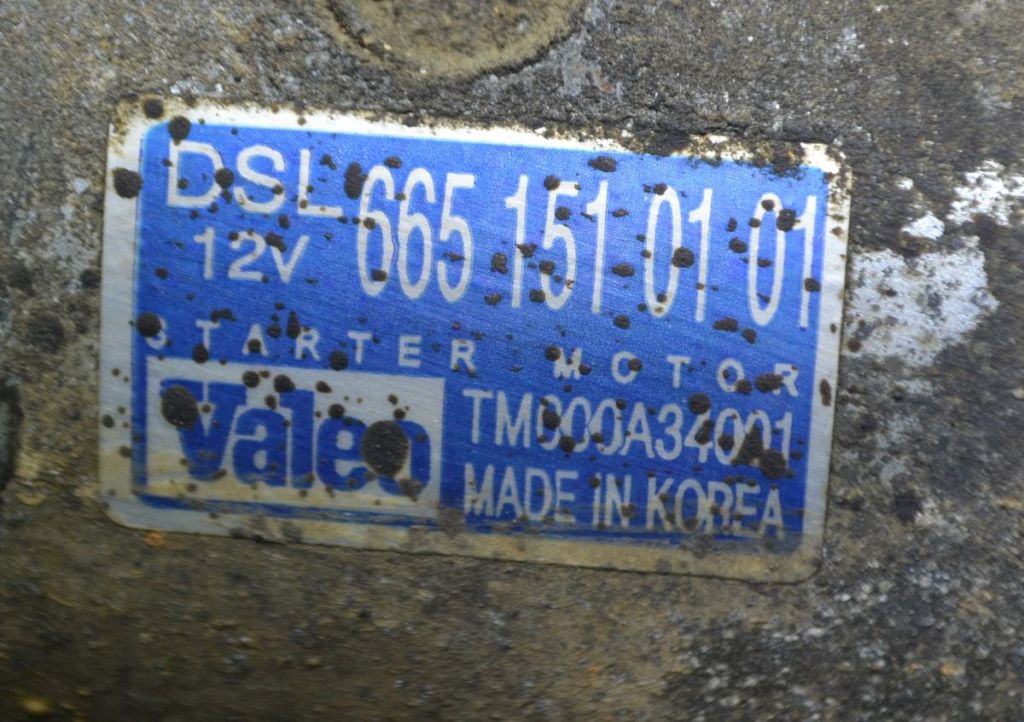 DSL 665 151 01 01
12V
STARTER MOTOR
Valeo
TM000A34001
MADE IN KOREA